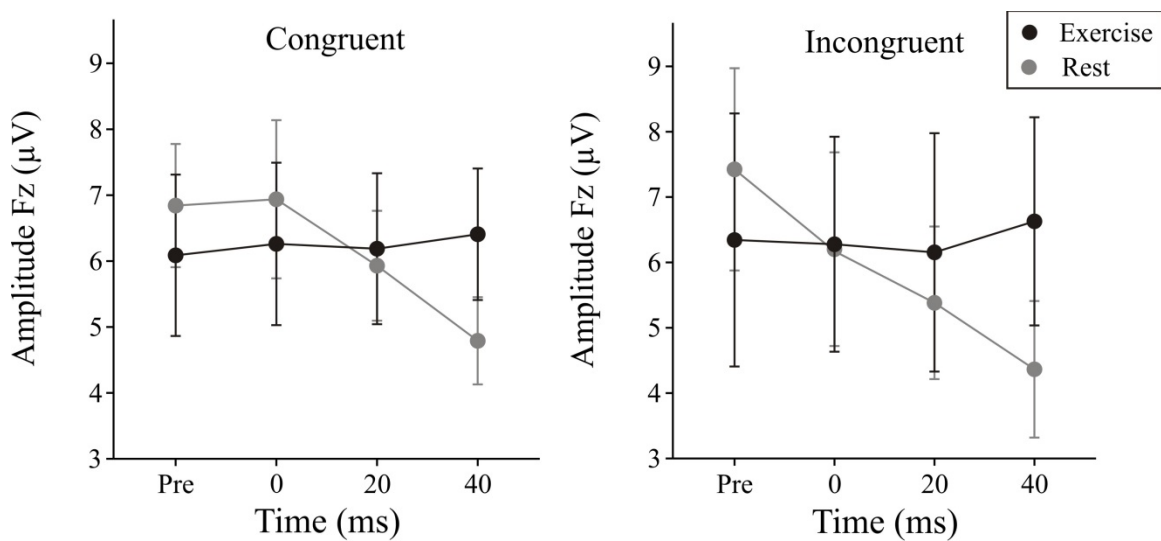 Congruent
Amplitude Fz (µV)
9
8
7
6
5
4
3
Pre 0 20 40
Time (ms)
Incongruent
Exercise
Rest
Amplitude Fz (µV)
9
8
7
6
5
4
3
Pre 0 20 40
Time (ms)